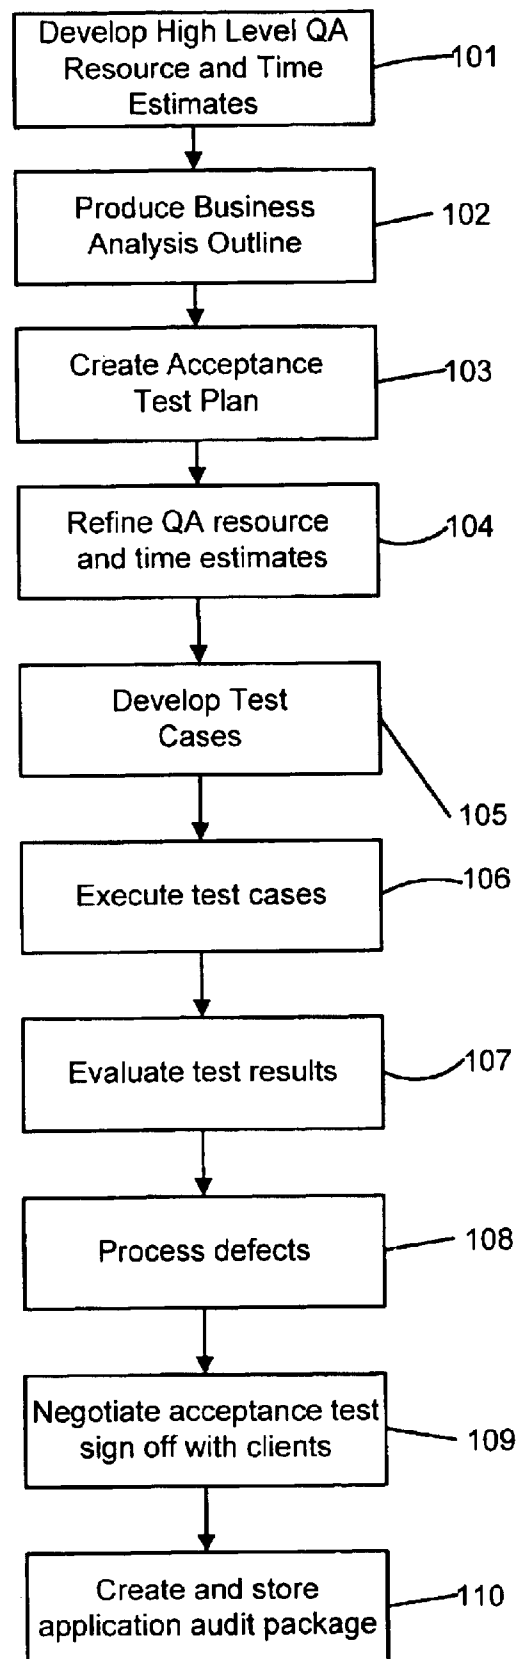 Develop High Level QA
Resource and Time
Estimates
101
Produce Business
Analysis Outline
102
Create Acceptance
Test Plan
103
Refine QA resource
and time estimates
104
Develop Test
Cases
105
Execute test cases
106
Evaluate test results
107
Process defects
108
Negotiate acceptance test
sign off with clients
109
Create and store
application audit package
110